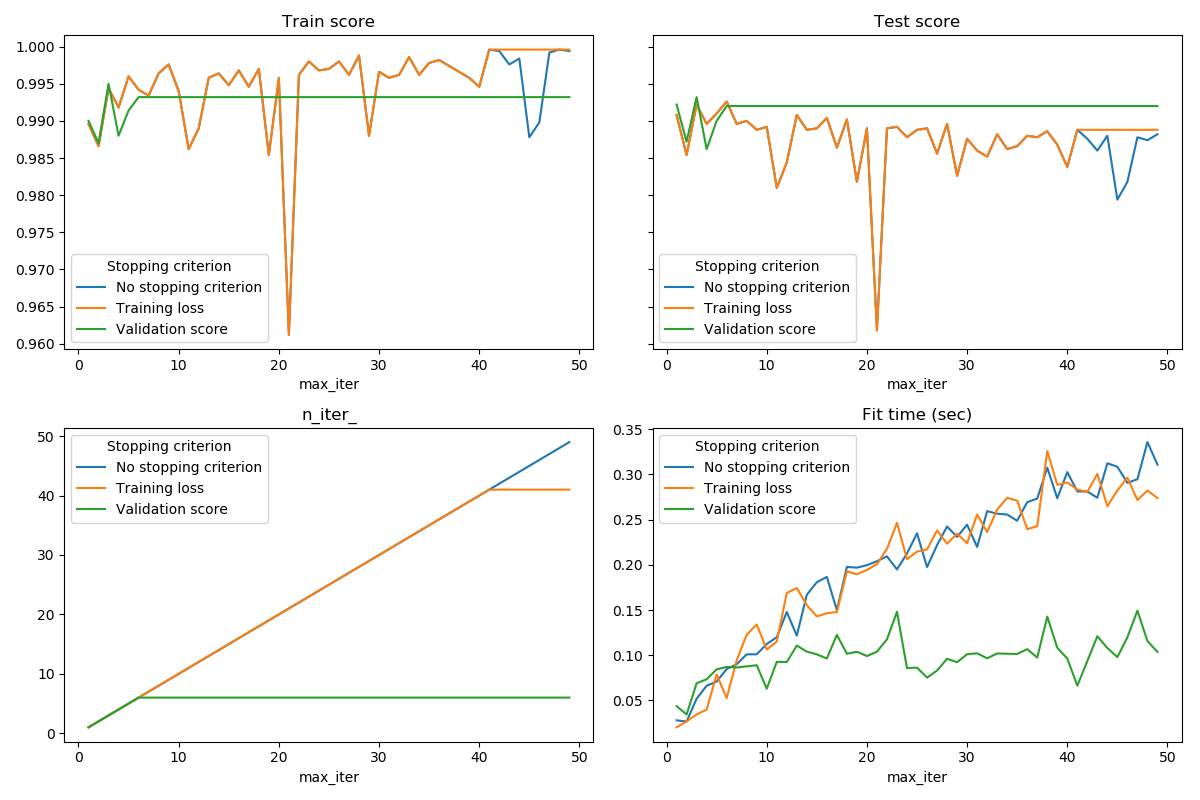 Train score
1.000
0.995
0.990
0.985
0.980
0.975
0.970
0.965
0.960
Stopping criterion
No stopping criterion
Training loss
Validation score
0 10 20 30 40 50
max_iter
Test score
Stopping criterion
No stopping criterion
Training loss
Validation score
0 10 20 30 40 50
max_iter
n_iter_
50
40
30
20
10
0
Stopping criterion
No stopping criterion
Training loss
Validation score
0 10 20 30 40 50
max_iter
Fit time (sec)
0.35
0.30
0.25
0.20
0.15
0.10
0.05
Stopping criterion
No stopping criterion
Training loss
Validation score
0 10 20 30 40 50
max_iter